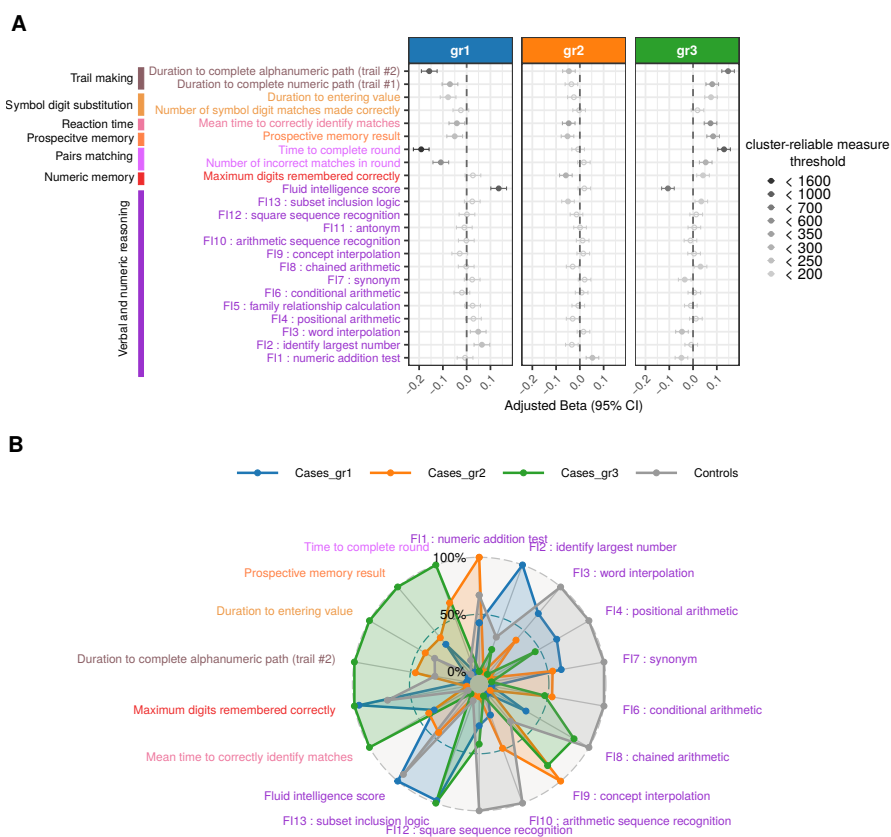 A
gr1
gr2
gr3
Trail making
Symbol digit substitution
Reaction time
Prospecitve memory
Pairs matching
Numeric memory
Verbal and numeric reasoning
Duration to complete alphanumeric path (trail #2)
Duration to complete numeric path (trail #1)
Duration to entering value
Number of symbol digit matches made correctly
Mean time to correctly identify matches
Prospective memory result
Time to complete round
Number of incorrect matches in round
Maximum digits remembered correctly
Fluid intelligence score
FI13 : subset inclusion logic
FI12 : square sequence recognition
FI11 : antonym
FI10 : arithmetic sequence recognition
FI9 : concept interpolation
FI8 : chained arithmetic
FI7 : synonym
FI6 : conditional arithmetic
FI5 : family relationship calculation
FI4 : positional arithmetic
FI3 : word interpolation
FI2 : identify largest number
FI1 : numeric addition test
−0.2 −0.1 0.0 0.1
−0.2 −0.1 0.0 0.1
−0.2 −0.1 0.0 0.1
Adjusted Beta (95% CI)
cluster-reliable measure
threshold
< 1600
< 1000
< 700
< 600
< 350
< 300
< 250
< 200
B
Cases_gr1 Cases_gr2 Cases_gr3 Controls
FI1 : numeric addition test
Time to complete round
FI2 : identify largest number
100%
Prospective memory result
FI3 : word interpolation
Duration to entering value
FI4 : positional arithmetic
50%
Duration to complete alphanumeric path (trail #2)
FI7 : synonym
0%
Maximum digits remembered correctly
FI6 : conditional arithmetic
Mean time to correctly identify matches
FI8 : chained arithmetic
Fluid intelligence score
FI9 : concept interpolation
FI13 : subset inclusion logic
FI10 : arithmetic sequence recognition
FI12 : square sequence recognition